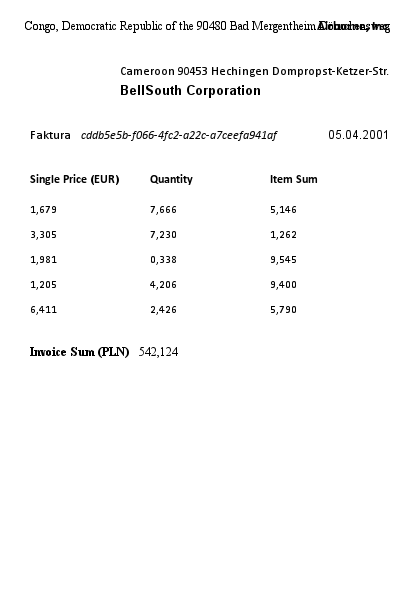 Congo, Democratic Republic of the 90480 Bad Mergentheim
Cameroon 90453 Hechingen Dompropst-Ketzer-Str.
BellSouth Corporation
Faktura cddb5e5b-f066-4fc2-a22c-a7ceefa941af 05.04.2001
Single Price (EUR) Quantity Item Sum
1,679 7,666 5,146
3,305 7,230 1,262
1,981 0,338 9,545
1,205 4,206 9,400
6,411 2,426 5,790
Invoice Sum (PLN) 542,124